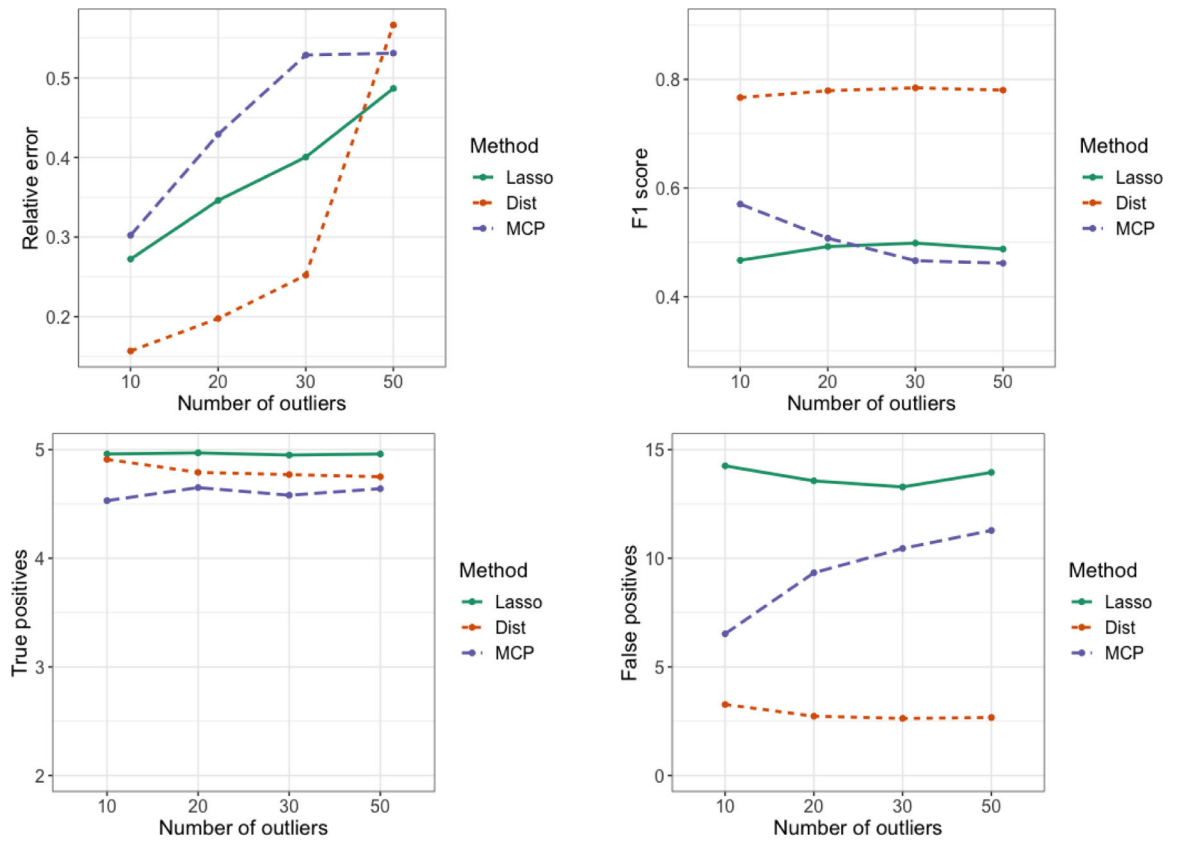 Relative error
0.5
0.4
0.3
0.2
10 20 30 50
Number of outliers
Method
Lasso
Dist
MCP
F1 score
0.8
0.6
0.4
10 20 30 50
Number of outliers
Method
Lasso
Dist
MCP
True positives
5
4
3
2
10 20 30 50
Number of outliers
Method
Lasso
Dist
MCP
False positives
15
10
5
0
10 20 30 50
Number of outliers
Method
Lasso
Dist
MCP